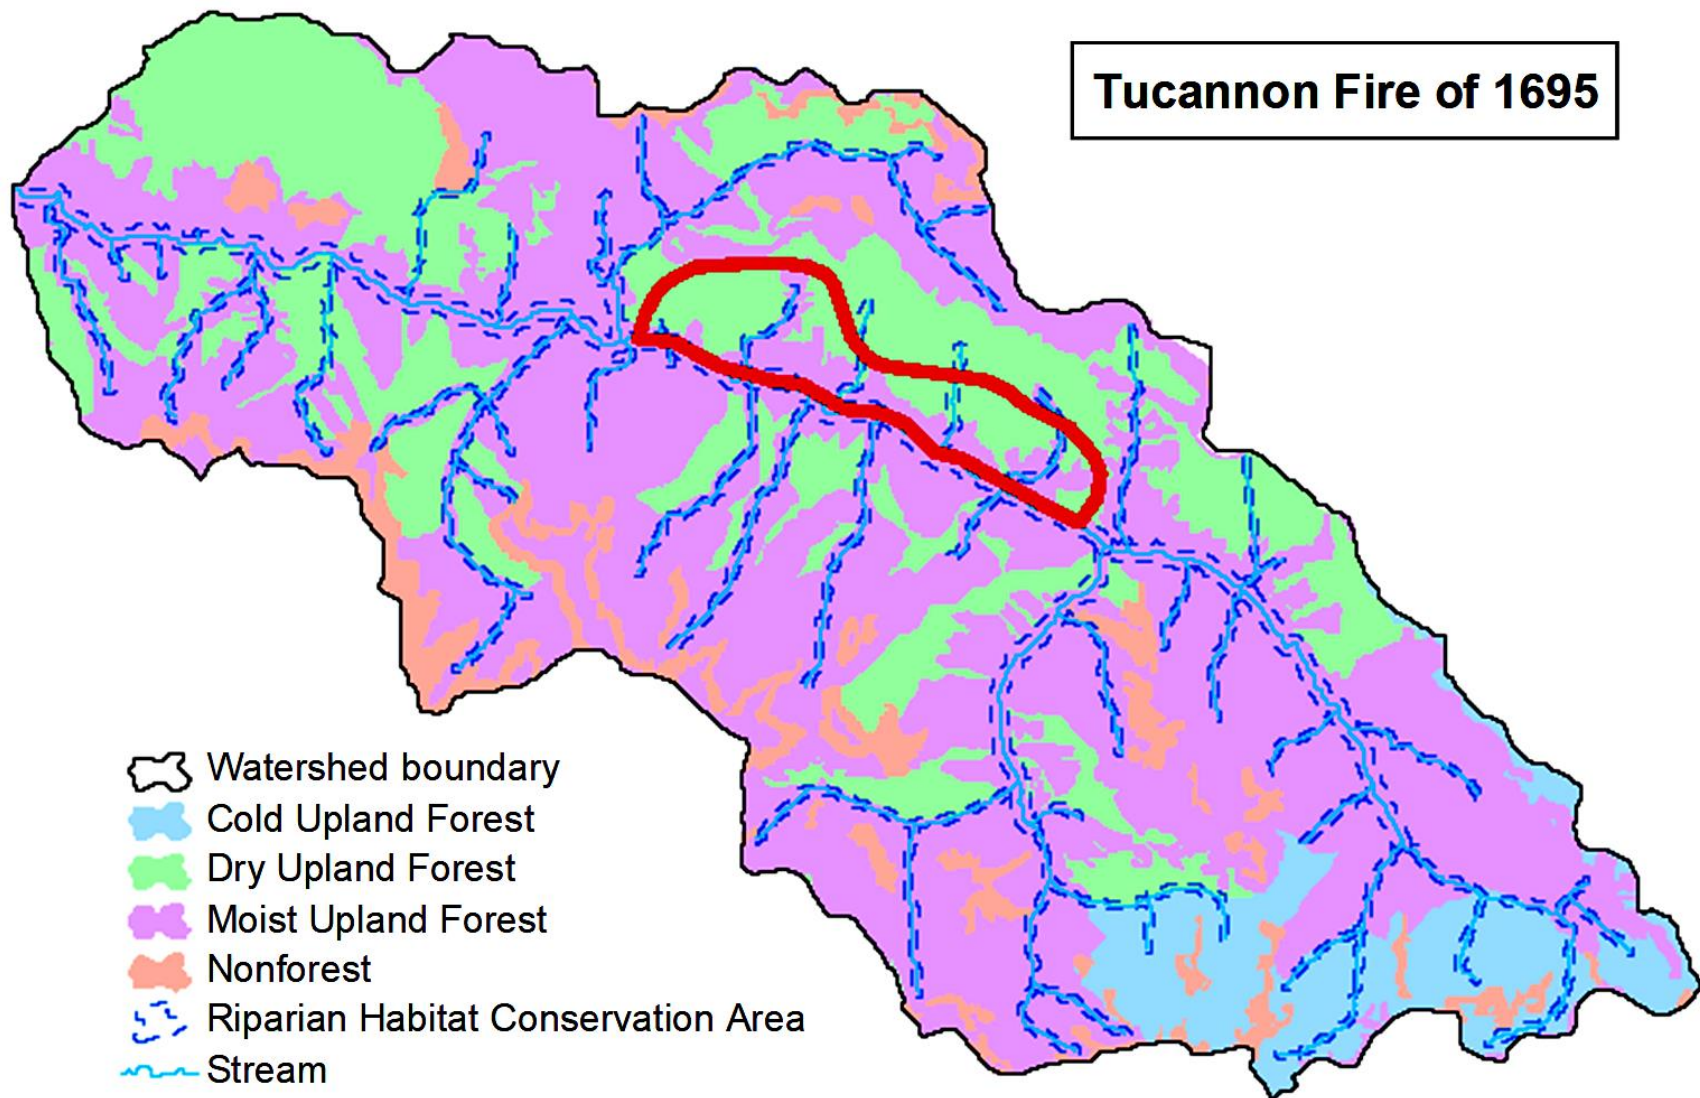 Tucannon Fire of 1695
Watershed boundary
Cold Upland Forest
Dry Upland Forest
Moist Upland Forest
Nonforest
Riparian Habitat Conservation Area
Stream